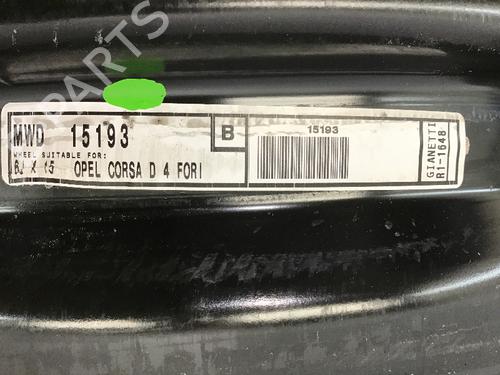 PARTS
MWD 15193
WHEEL SUITABLE FOR:
6J X 15 OPEL CORSA D 4 FORI
B
15193
GIANETTI
R1-1648